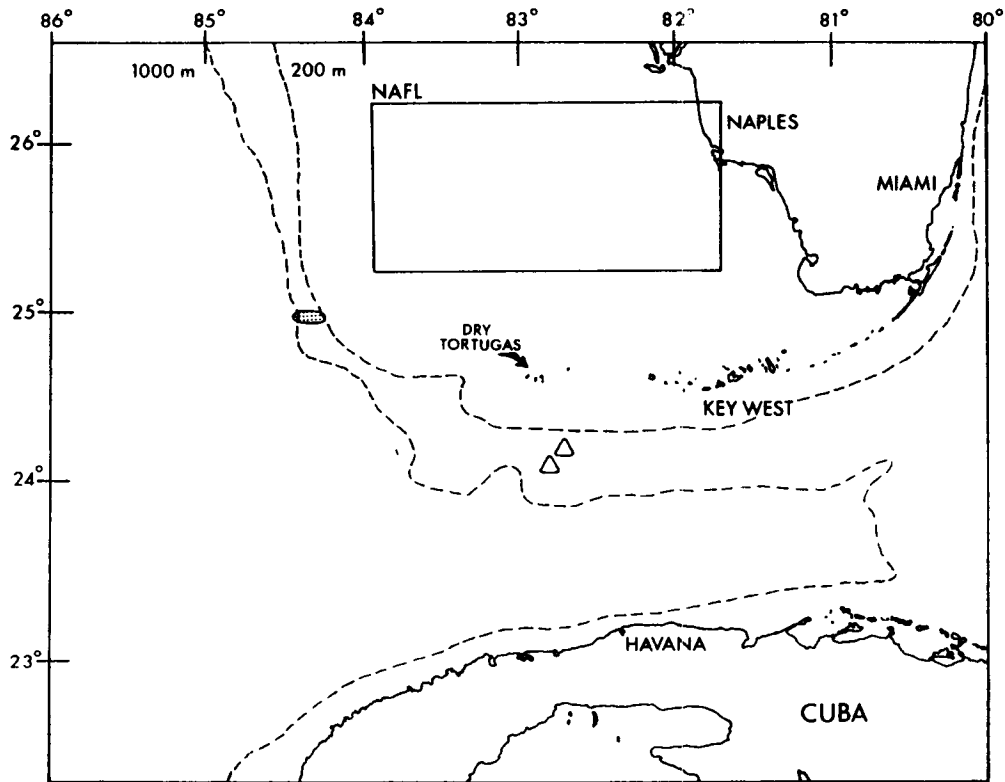 86° 85° 84° 83° 82° 81° 80°
1000 m 200 m
NAFL
26°
NAPLES
MIAMI
25°
DRY
TORTUGAS
KEY WEST
24°
23°
HAVANA
CUBA